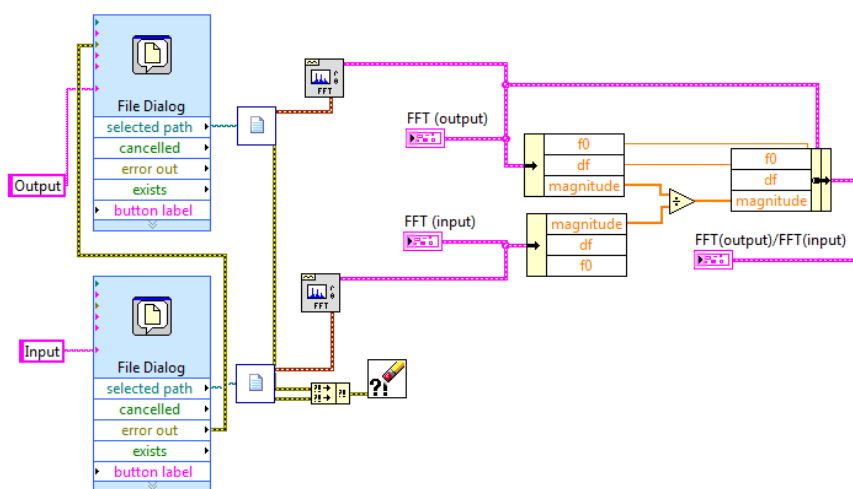 File Dialog
selected path
cancelled
error out
exists
button label
Output
FFT
FFT (output)
f0
df
magnitude
f0
df
magnitude
FFT (input)
magnitude
df
f0
FFT(output)/FFT(input)
FFT
File Dialog
selected path
cancelled
error out
exists
button label
Input
?!
?!
?!
?!